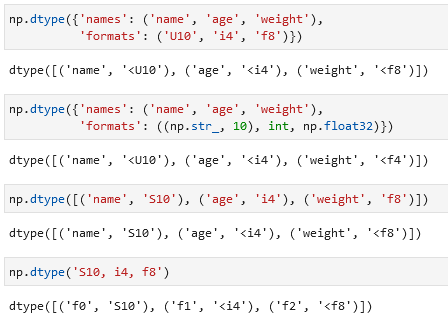 np.dtype({'names': ('name', 'age', 'weight'),
'formats': ('U10', 'i4', 'f8')})
dtype([('name', '<U10'), ('age', '<i4'), ('weight', '<f8')])
np.dtype({'names': ('name', 'age', 'weight'),
'formats': ((np.str_, 10), int, np.float32)})
dtype([('name', '<U10'), ('age', '<i4'), ('weight', '<f4')])
np.dtype([('name', 'S10'), ('age', 'i4'), ('weight', 'f8')])
dtype([('name', 'S10'), ('age', '<i4'), ('weight', '<f8')])
np.dtype('S10, i4, f8')
dtype([('f0', 'S10'), ('f1', '<i4'), ('f2', '<f8')])